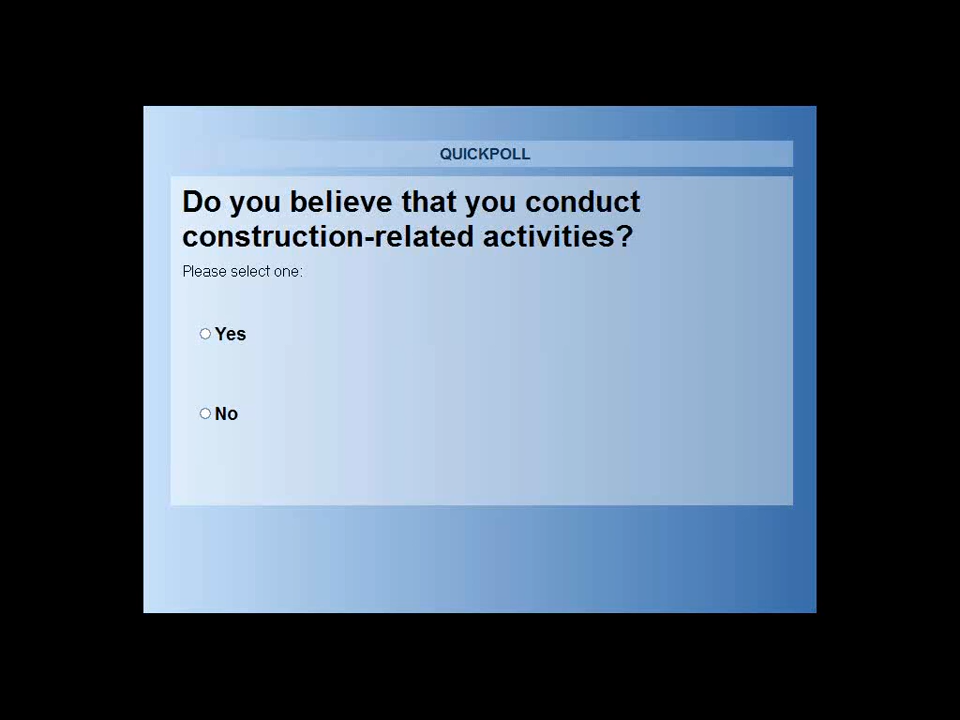 QUICKPOLL
Do you believe that you conduct
construction-related activities?
Please select one:
Yes
No